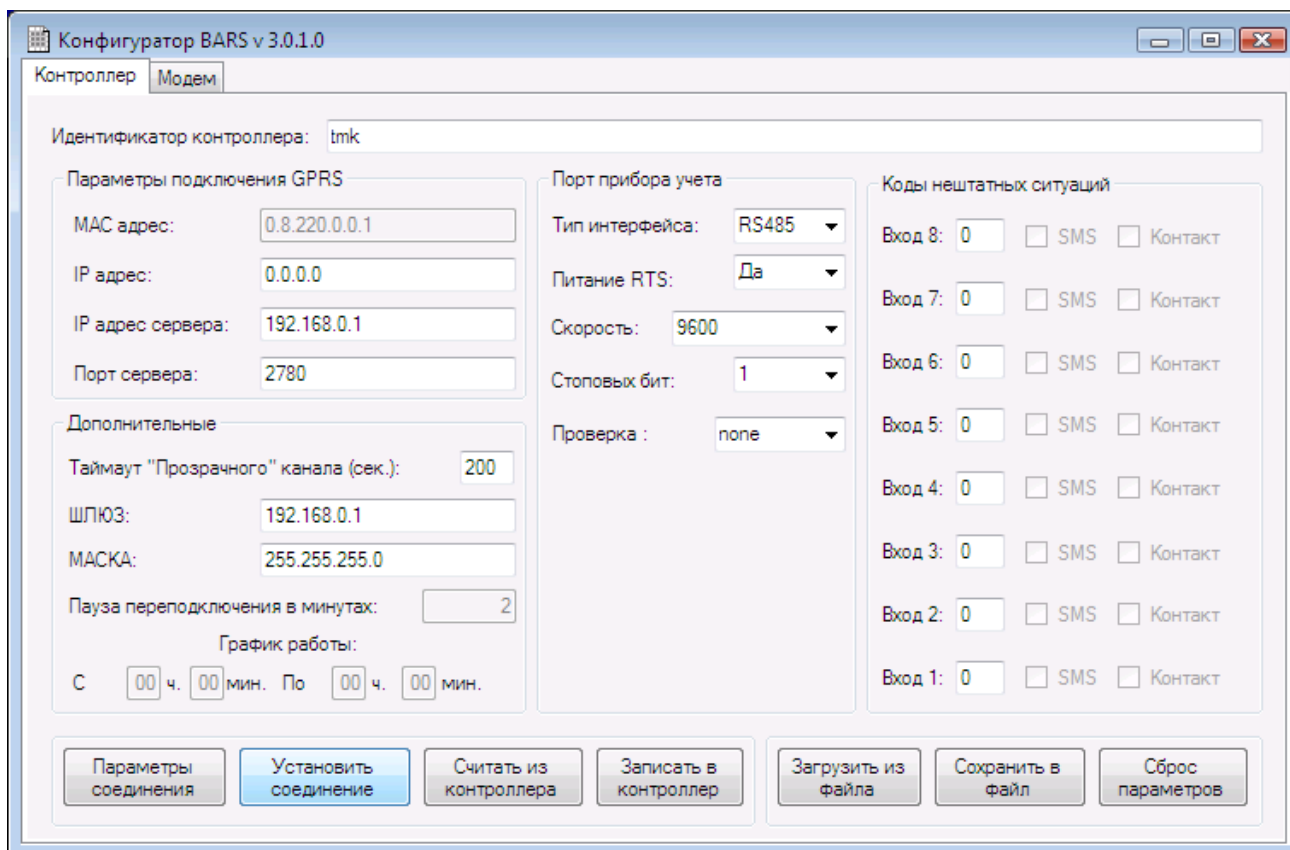 Конфигуратор BARS v 3.0.1.0
Контроллер Модем
Идентификатор контроллера: tmk
Параметры подключения GPRS
MAC адрес: 0.8.220.0.0.1
IP адрес: 0.0.0.0
IP адрес сервера: 192.168.0.1
Порт сервера: 2780
Дополнительные
Таймаут "Прозрачного" канала (сек.): 200
ШЛЮЗ: 192.168.0.1
МАСКА: 255.255.255.0
Пауза переподключения в минутах: 2
График работы:
С 00 ч. 00 мин. По 00 ч. 00 мин.
Порт прибора учета
Тип интерфейса: RS485
Питание RTS: Да
Скорость: 9600
Стоповых бит: 1
Проверка : none
Коды нештатных ситуаций
Вход 8: 0 SMS Контакт
Вход 7: 0 SMS Контакт
Вход 6: 0 SMS Контакт
Вход 5: 0 SMS Контакт
Вход 4: 0 SMS Контакт
Вход 3: 0 SMS Контакт
Вход 2: 0 SMS Контакт
Вход 1: 0 SMS Контакт
Параметры
соединения
Установить
соединение
Считать из
контроллера
Записать в
контроллер
Загрузить из
файла
Сохранить в
файл
Сброс
параметров